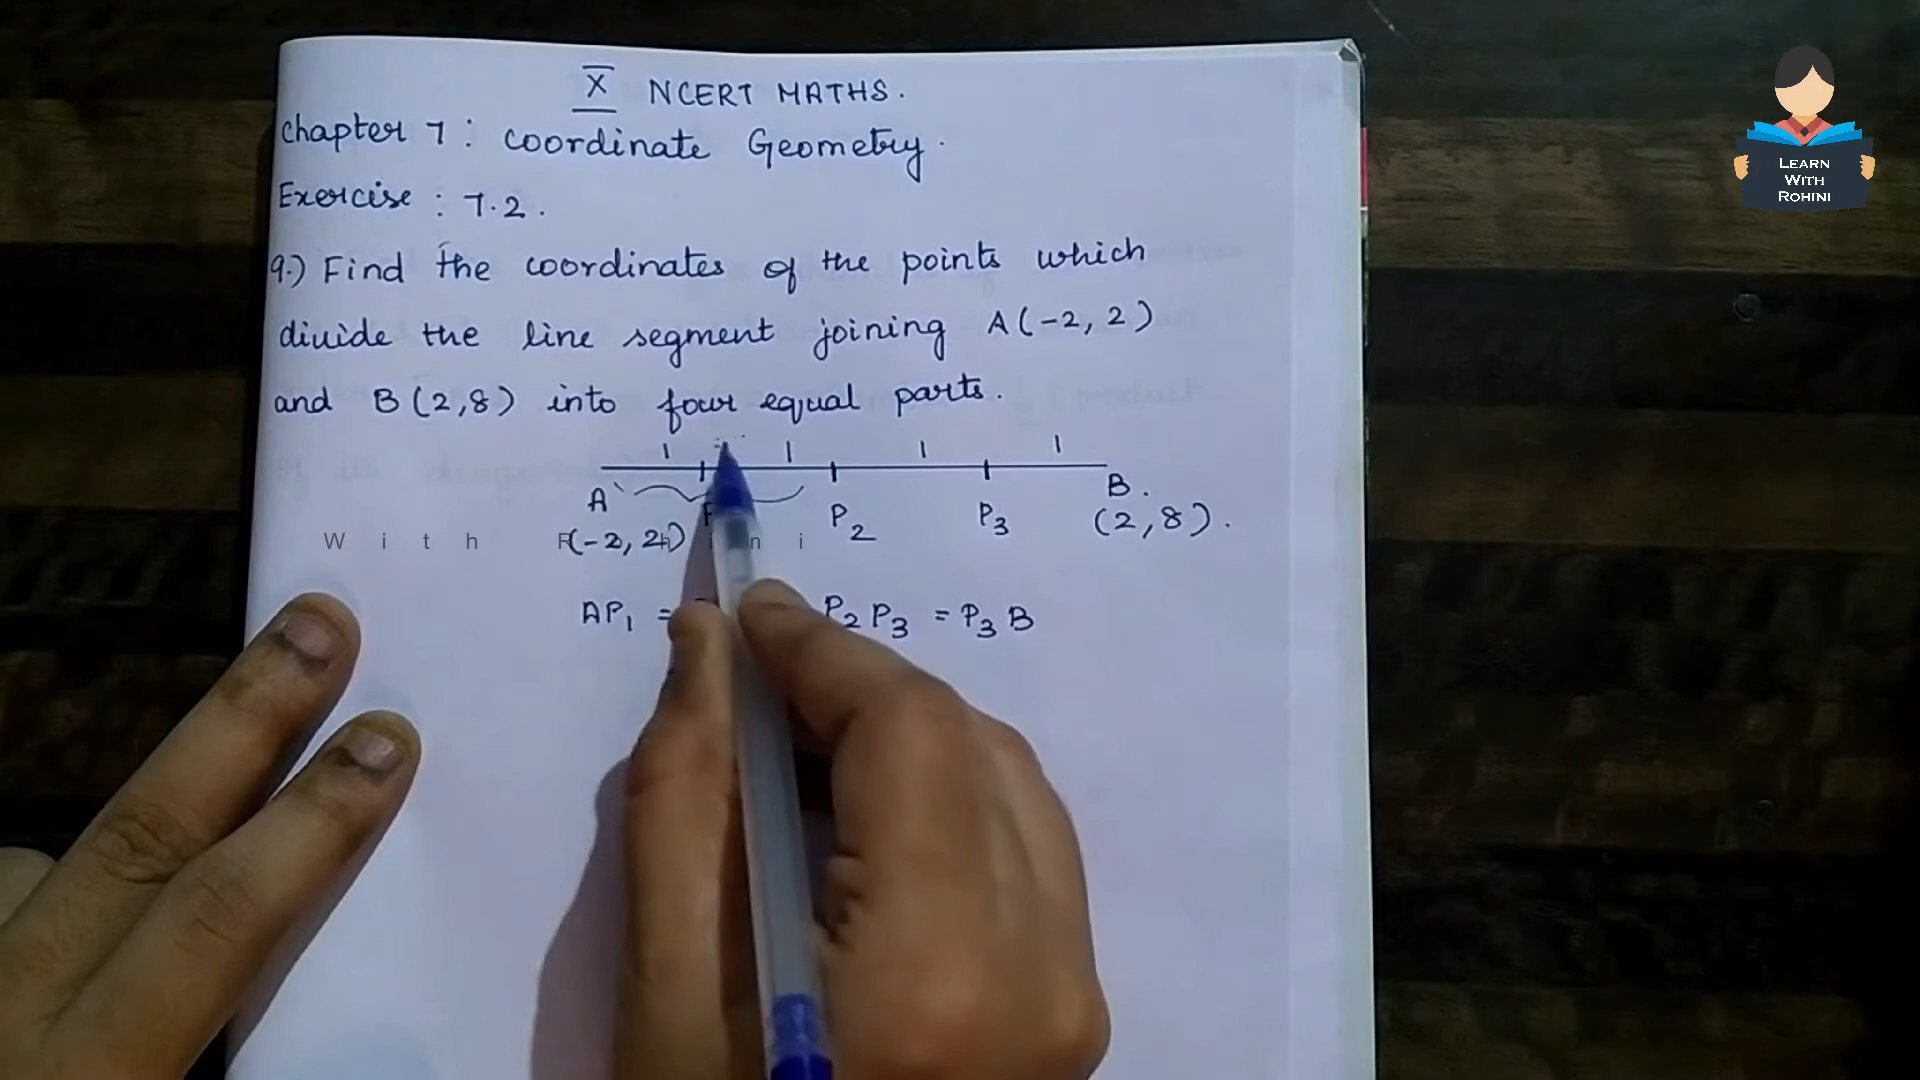 X NCERT MATHS.
Chapter 7: Coordinate Geometry.
Exercise: 7.2.
9.) Find the coordinates of the points which
divide the line segment joining A(-2, 2)
and B(2,8) into four equal parts.
1 1 1 1
A P2 P3 B.
(-2, 2) (2,8).
With
AP1 = P2P3 = P3B
LEARN
WITH
ROHINI